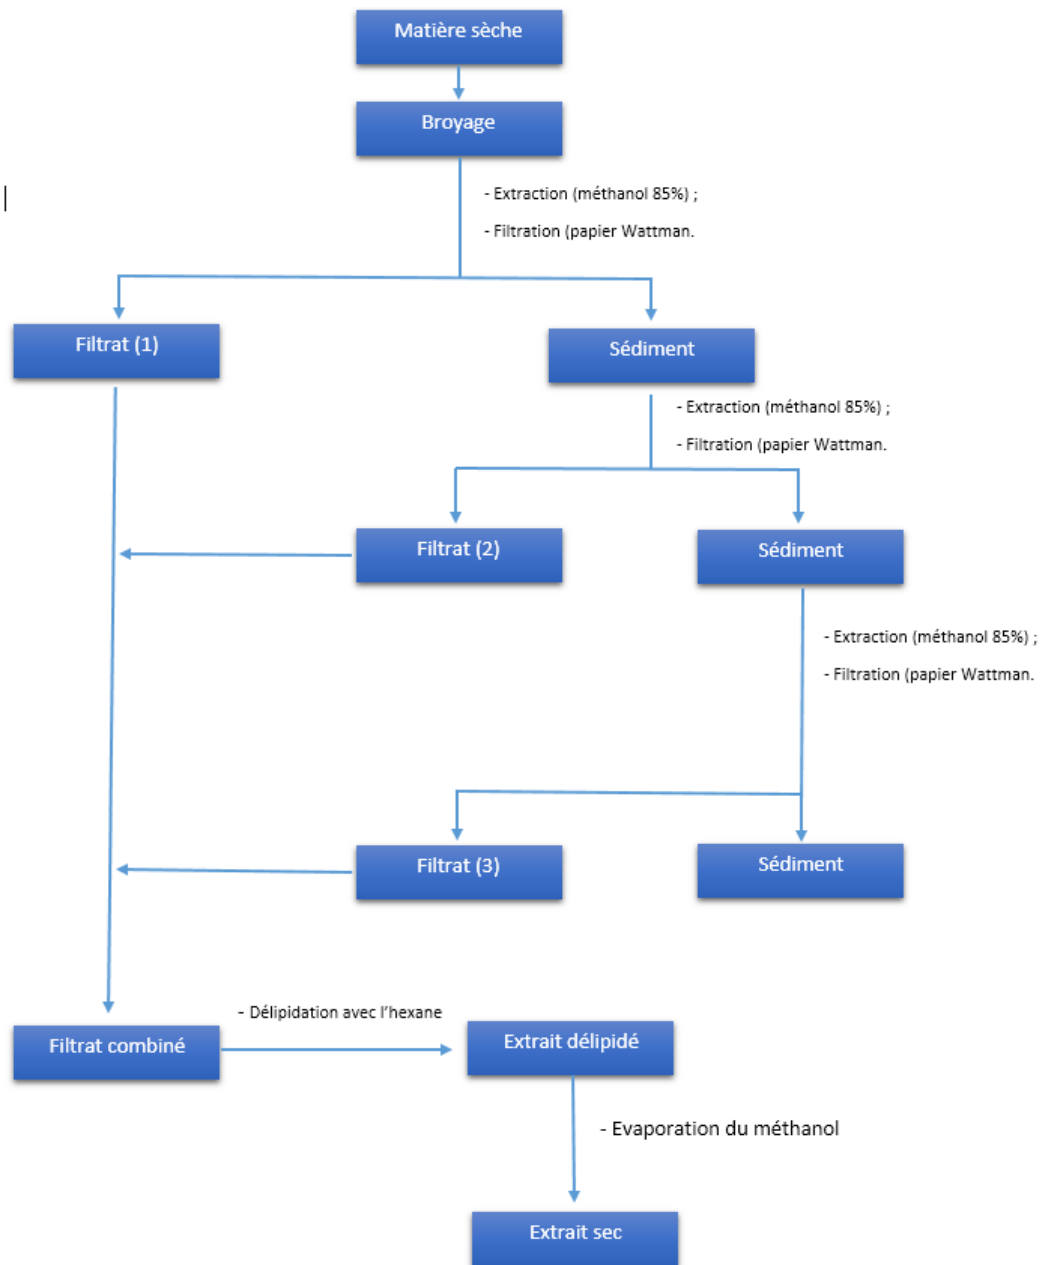 Matière sèche
Broyage
- Extraction (méthanol 85%) ;
- Filtration (papier Wattman.
Filtrat (1)
Sédiment
- Extraction (méthanol 85%) ;
- Filtration (papier Wattman.
Filtrat (2)
Sédiment
- Extraction (méthanol 85%) ;
- Filtration (papier Wattman.
Filtrat (3)
Sédiment
- Délipidation avec l'hexane
Filtrat combiné
Extrait délipidé
- Evaporation du méthanol
Extrait sec